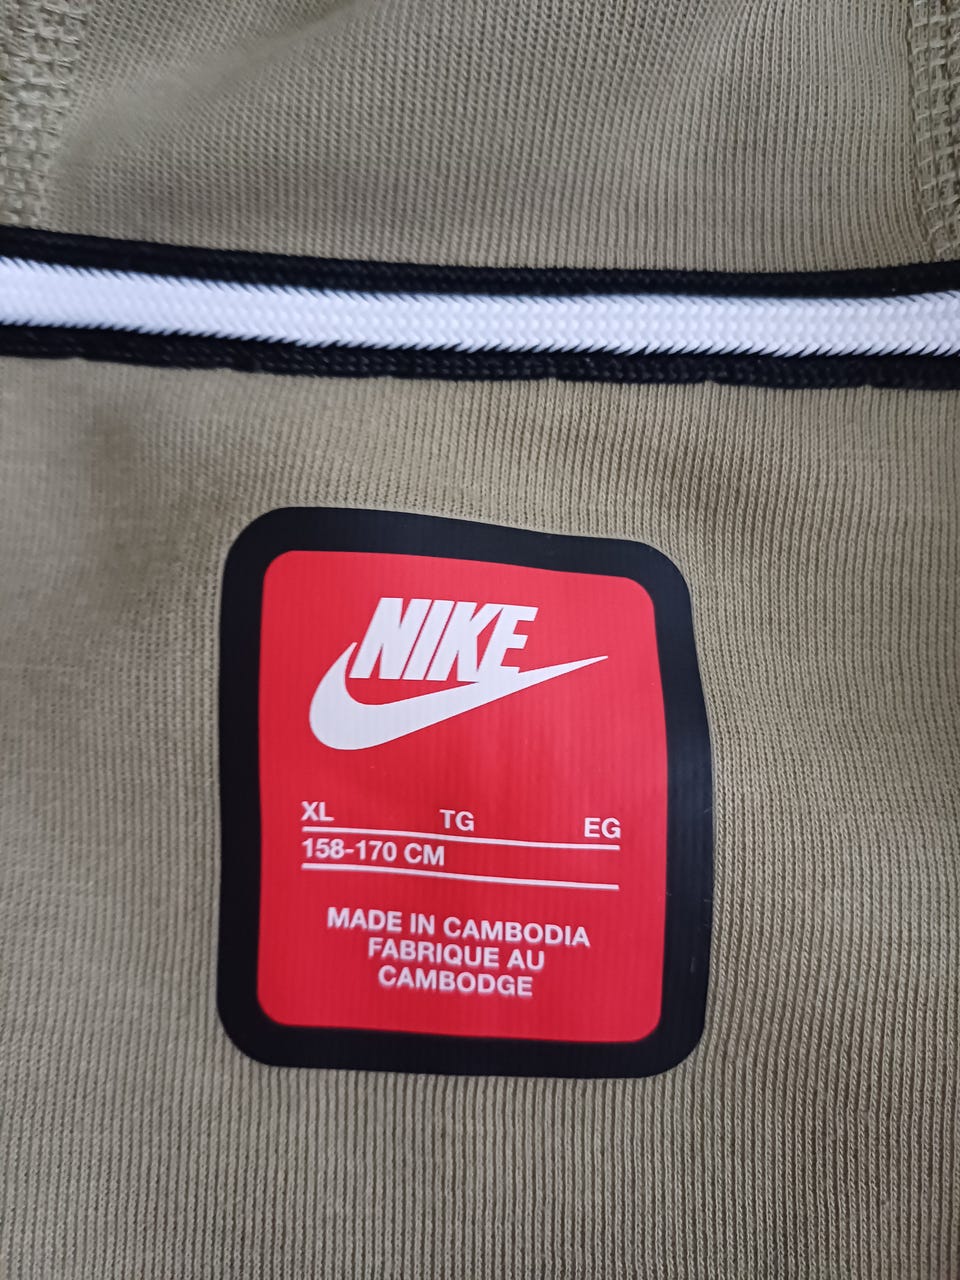 NIKE
XL TG EG
158-170 CM
MADE IN CAMBODIA
FABRIQUE AU
CAMBODGE